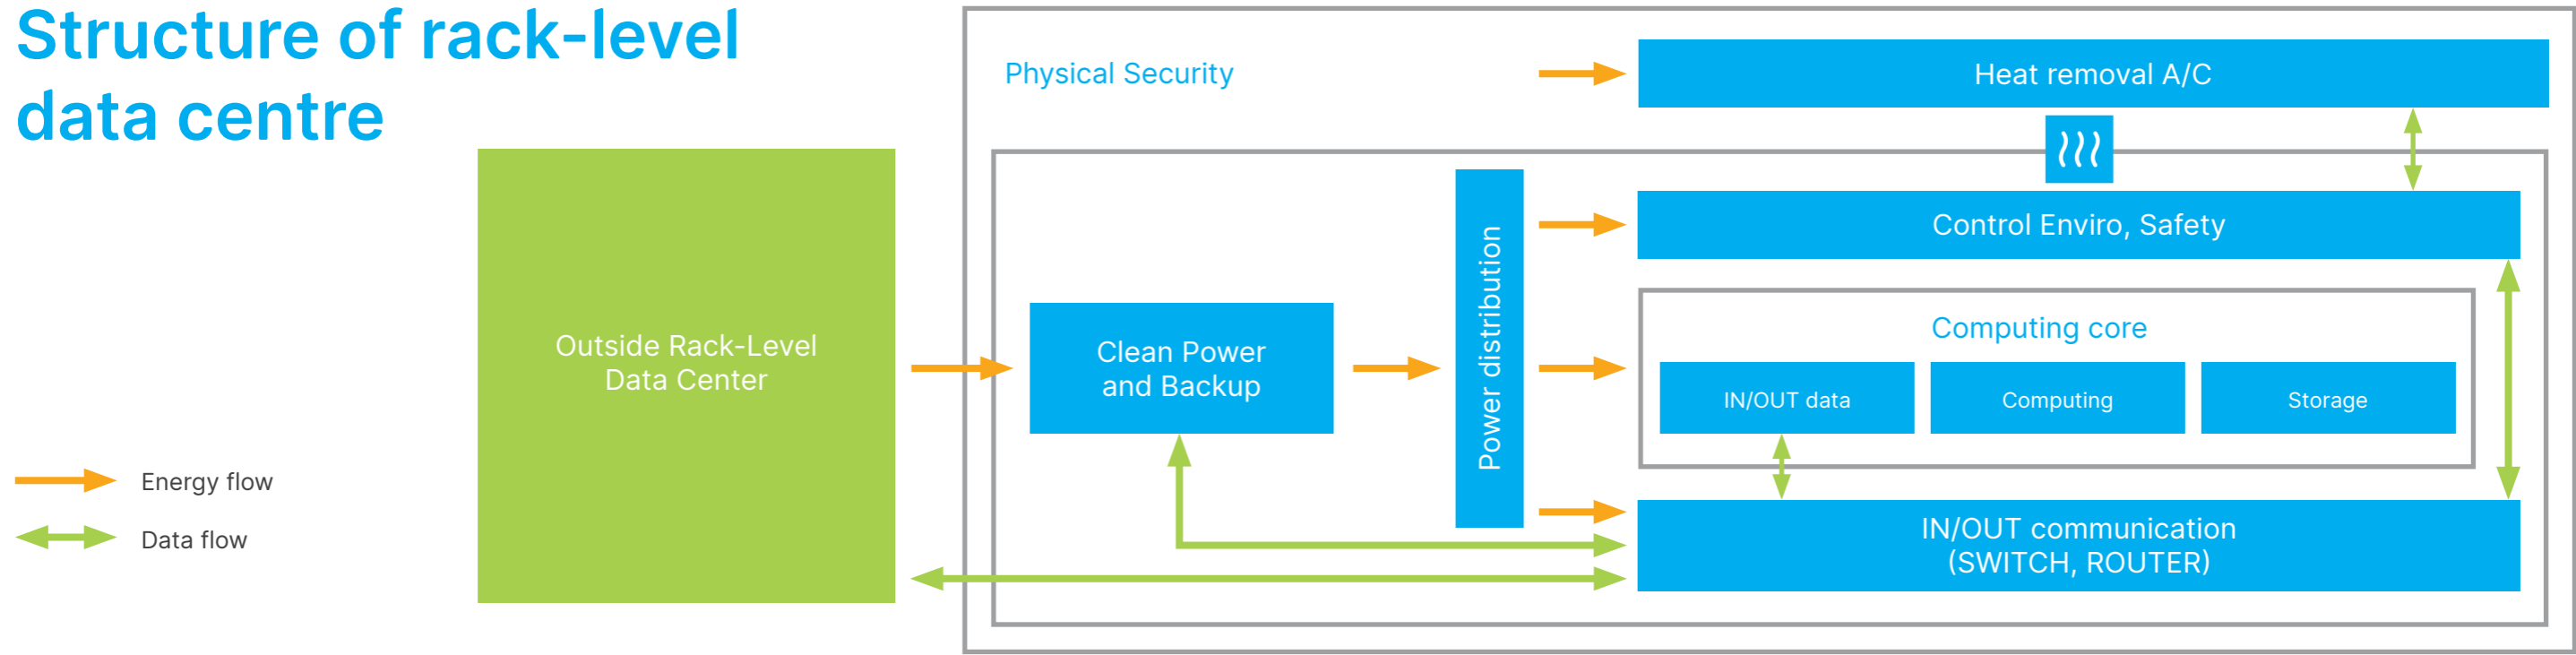 Structure of rack-level
data centre
Physical Security
Heat removal A/C
Control Enviro, Safety
Outside Rack-Level
Data Center
Clean Power
and Backup
Power distribution
Computing core
IN/OUT data
Computing
Storage
IN/OUT communication
(SWITCH, ROUTER)
Energy flow
Data flow